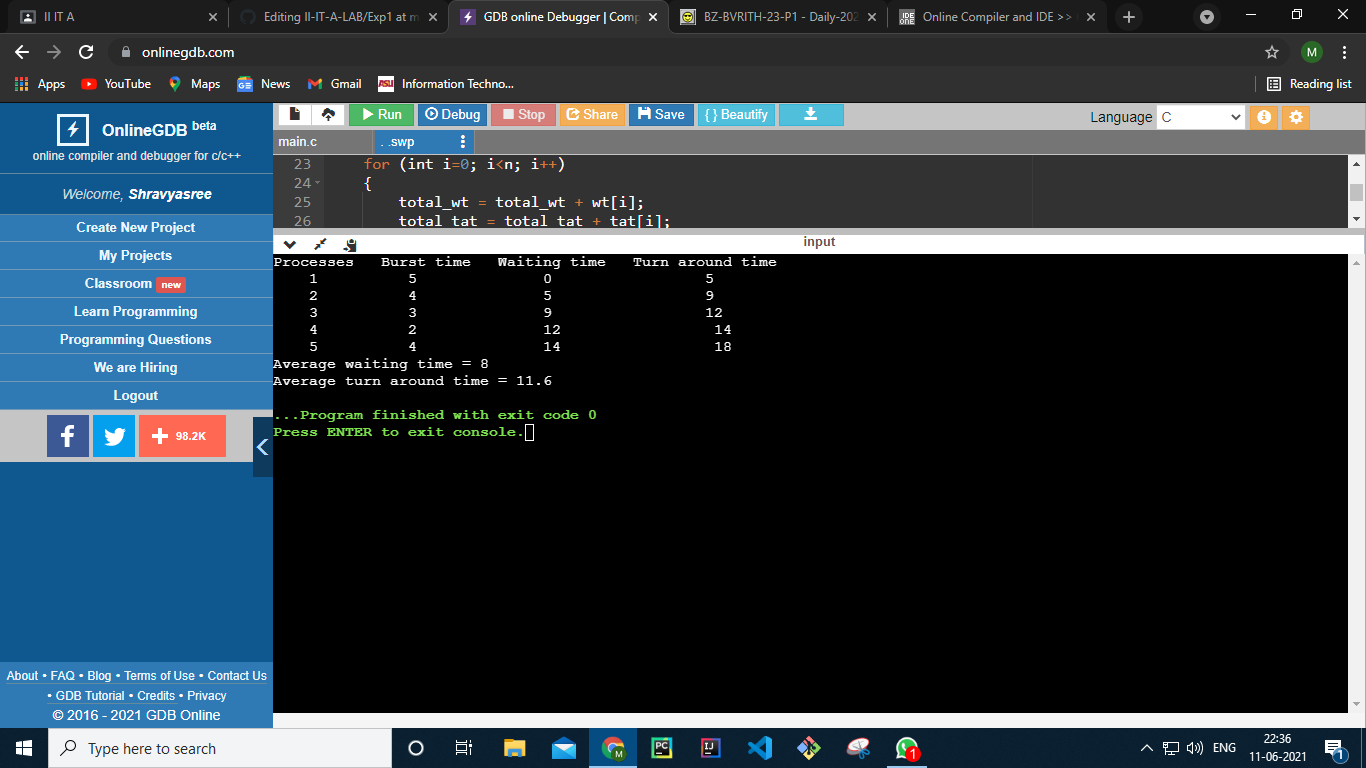 II IT A
Editing II-IT-A-LAB/Exp1 at m
GDB online Debugger | Comp
BZ-BVRITH-23-P1 - Daily-202
Online Compiler and IDE >>
onlinegdb.com
M
Apps YouTube Maps News Gmail Information Techno... Reading list
OnlineGDB beta
online compiler and debugger for c/c++
Welcome, Shravyasree
Create New Project
My Projects
Classroom new
Learn Programming
Programming Questions
We are Hiring
Logout
f + 98.2K
About • FAQ • Blog • Terms of Use • Contact Us
• GDB Tutorial • Credits • Privacy
© 2016 - 2021 GDB Online
Run Debug Stop Share Save { } Beautify
Language C
main.c . .swp
23 for (int i=0; i<n; i++)
24 {
25 total_wt = total_wt + wt[i];
26 total_tat = total_tat + tat[i];
input
Processes Burst time Waiting time Turn around time
1 5 0 5
2 4 5 9
3 3 9 12
4 2 12 14
5 4 14 18
Average waiting time = 8
Average turn around time = 11.6
...Program finished with exit code 0
Press ENTER to exit console.
Type here to search
M
PC
IJ
1
ENG
22:36
11-06-2021
1